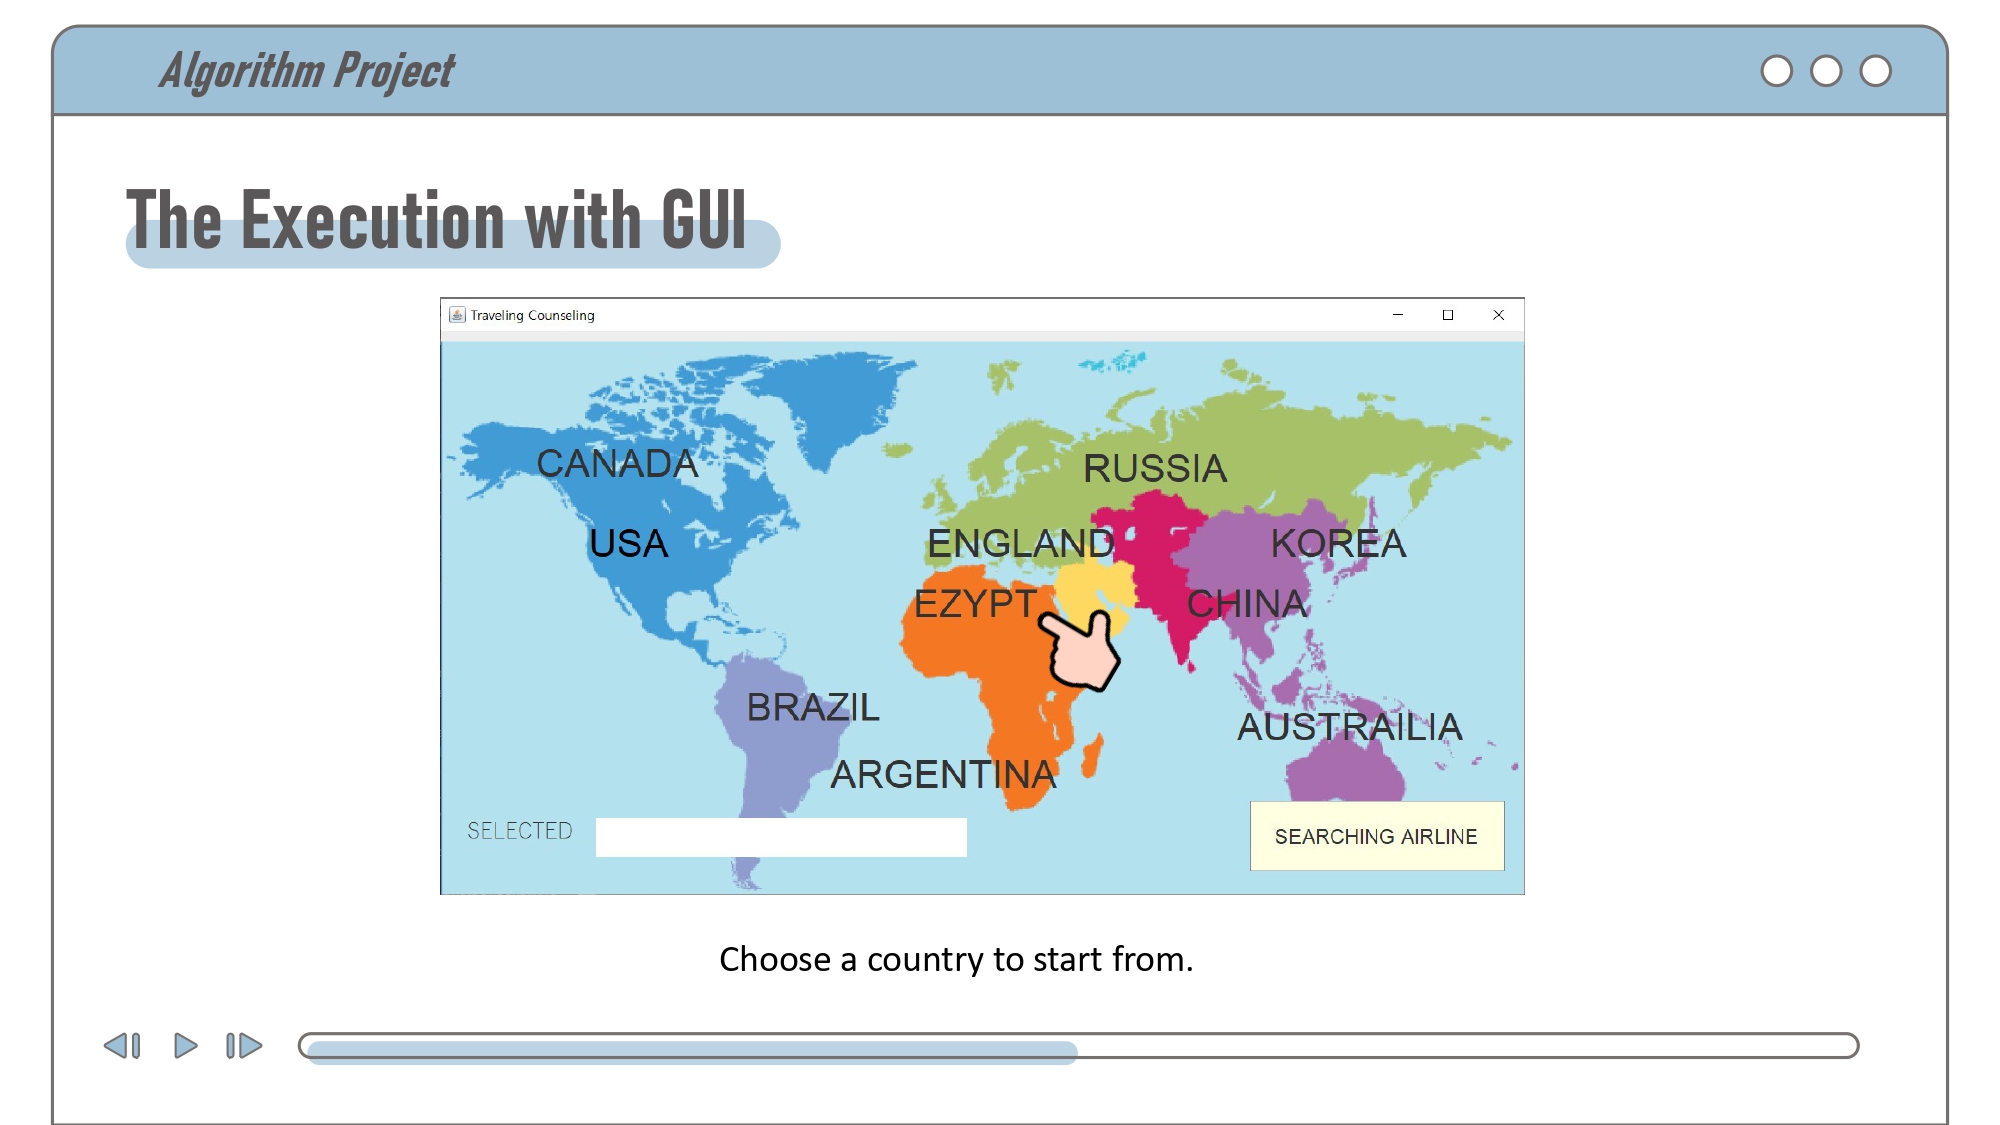 Algorithm Project
The Execution with GUI
Traveling Counseling
CANADA
RUSSIA
USA
ENGLAND
KOREA
EZYPT
CHINA
BRAZIL
AUSTRAILIA
ARGENTINA
SELECTED
SEARCHING AIRLINE
Choose a country to start from.